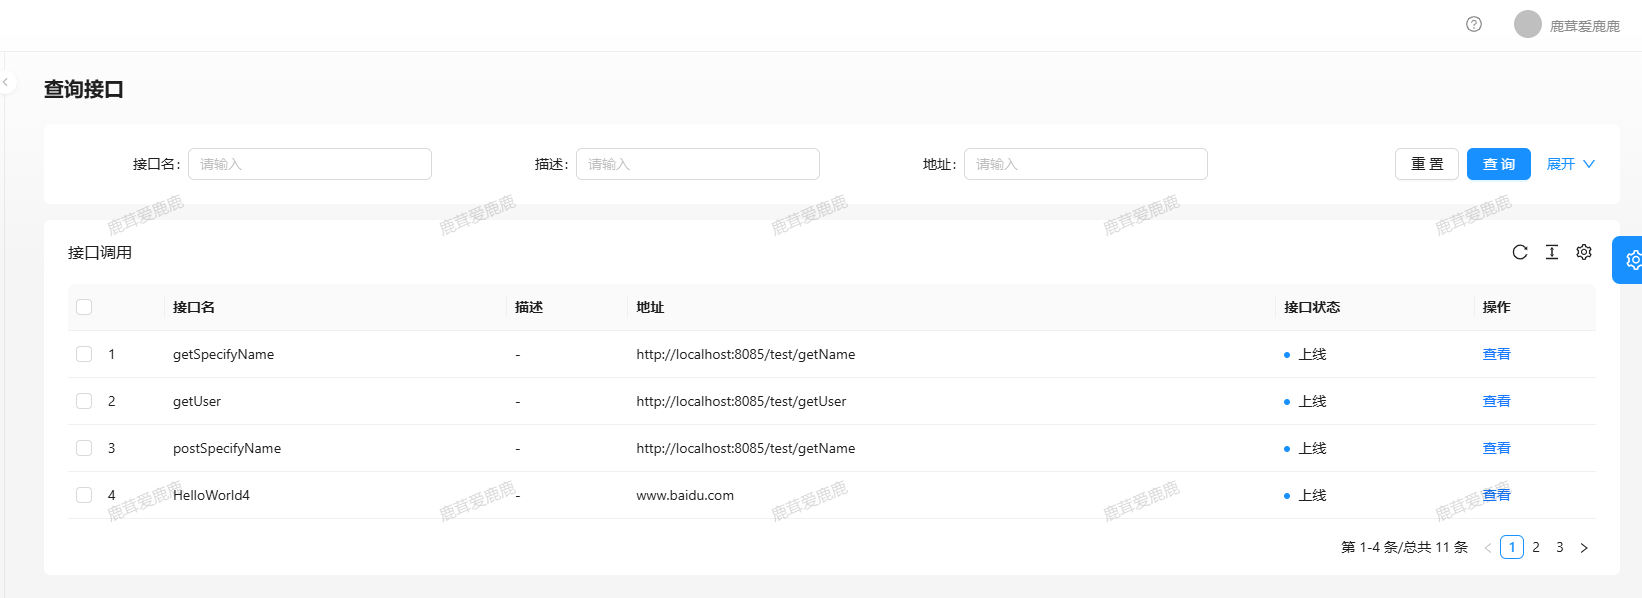 鹿茸爱鹿鹿
查询接口
接口名: 请输入 描述: 请输入 地址: 请输入 重 置 查 询 展开
鹿茸爱鹿鹿 鹿茸爱鹿鹿 鹿茸爱鹿鹿 鹿茸爱鹿鹿 鹿茸爱鹿鹿
接口调用
接口名 描述 地址 接口状态 操作
1 getSpecifyName - http://localhost:8085/test/getName 上线 查看
2 getUser - http://localhost:8085/test/getUser 上线 查看
3 postSpecifyName - http://localhost:8085/test/getName 上线 查看
4 HelloWorld4 - www.baidu.com 上线 查看
鹿茸爱鹿鹿 鹿茸爱鹿鹿 鹿茸爱鹿鹿 鹿茸爱鹿鹿 鹿茸爱鹿鹿
第 1-4 条/总共 11 条 < 1 2 3 >